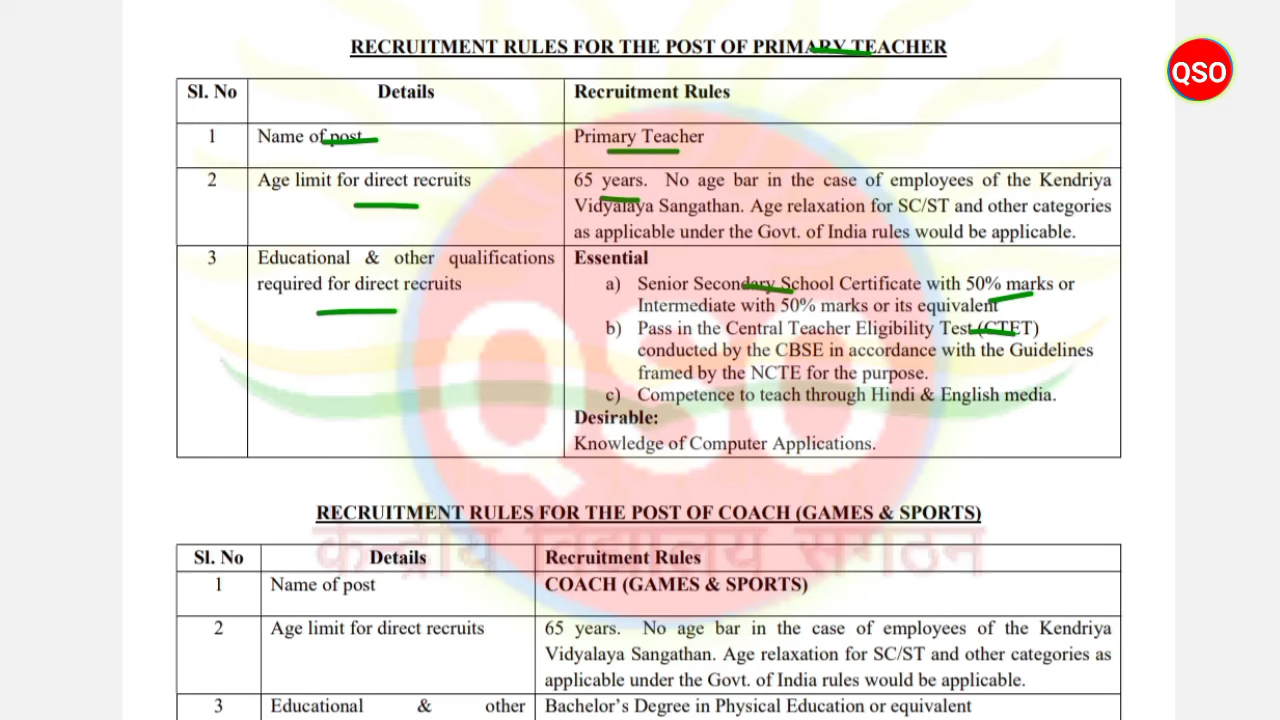 RECRUITMENT RULES FOR THE POST OF PRIMARY TEACHER
QSO
Sl. No Details Recruitment Rules
1 Name of post Primary Teacher
2 Age limit for direct recruits 65 years. No age bar in the case of employees of the Kendriya
Vidyalaya Sangathan. Age relaxation for SC/ST and other categories
as applicable under the Govt. of India rules would be applicable.
3 Educational & other qualifications Essential
required for direct recruits a) Senior Secondary School Certificate with 50% marks or
Intermediate with 50% marks or its equivalent
b) Pass in the Central Teacher Eligibility Test (CTET)
conducted by the CBSE in accordance with the Guidelines
framed by the NCTE for the purpose.
c) Competence to teach through Hindi & English media.
Desirable:
Knowledge of Computer Applications.
QSO
RECRUITMENT RULES FOR THE POST OF COACH (GAMES & SPORTS)
केन्द्रीय विद्यालय संगठन
Sl. No Details Recruitment Rules
1 Name of post COACH (GAMES & SPORTS)
2 Age limit for direct recruits 65 years. No age bar in the case of employees of the Kendriya
Vidyalaya Sangathan. Age relaxation for SC/ST and other categories as
applicable under the Govt. of India rules would be applicable.
3 Educational & other Bachelor's Degree in Physical Education or equivalent